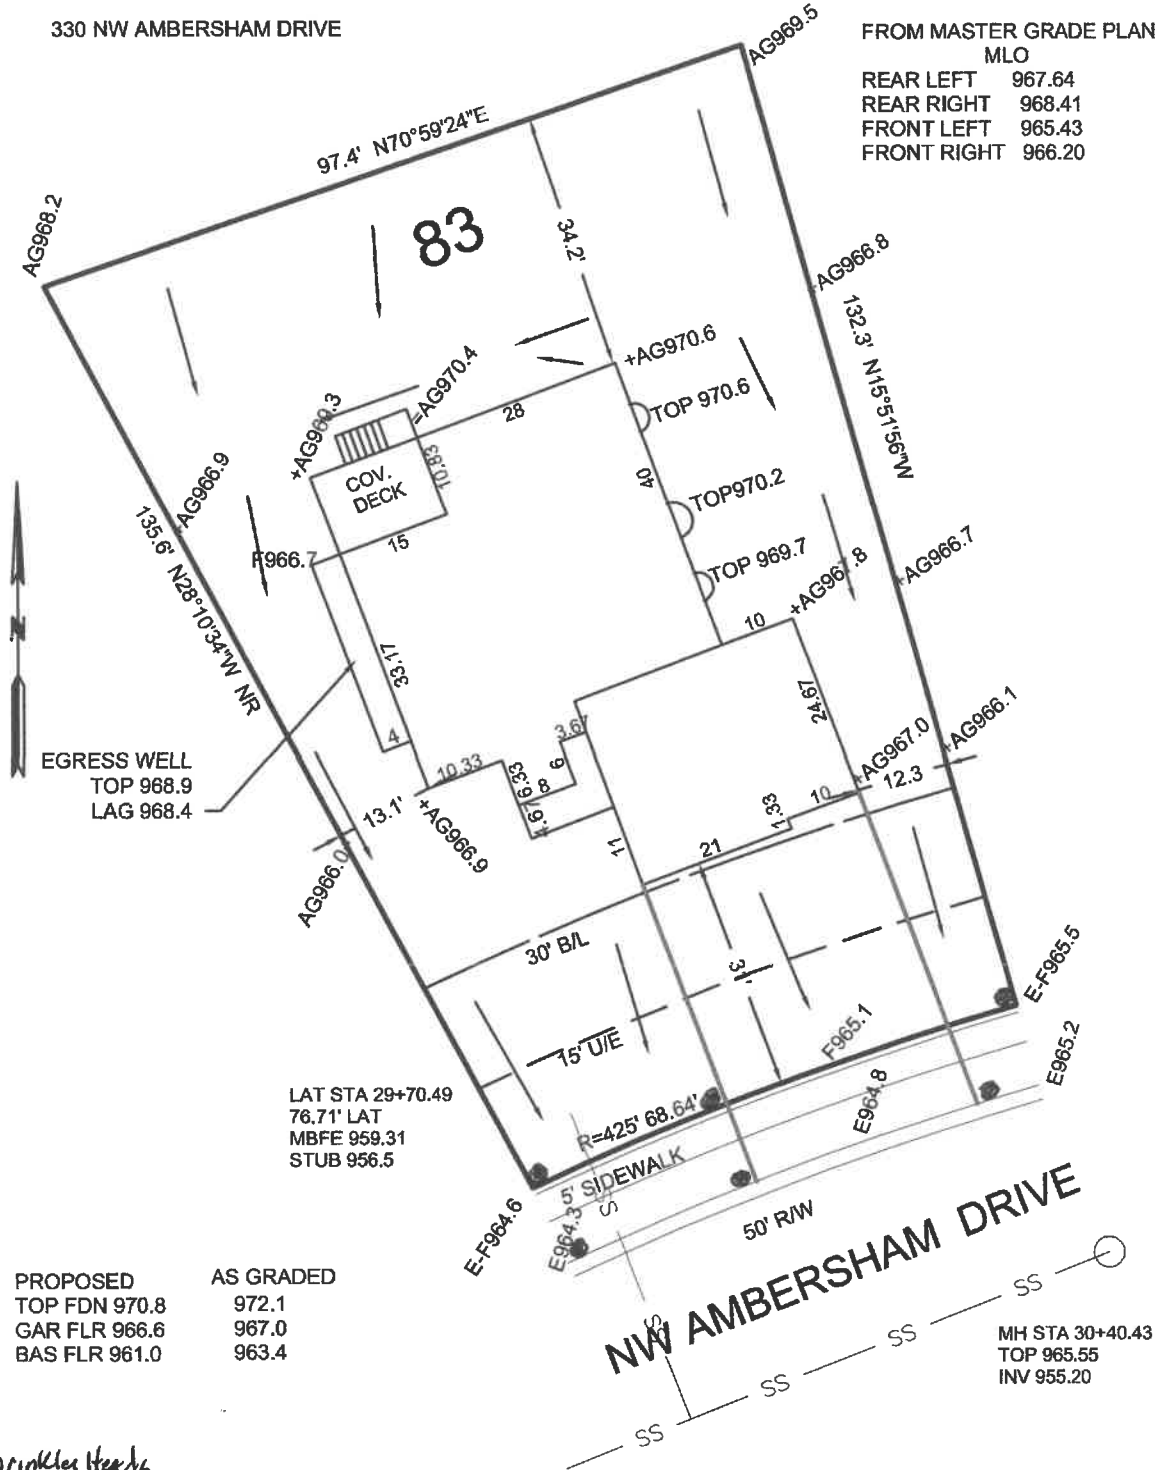 330 NW AMBERSHAM DRIVE
FROM MASTER GRADE PLAN
MLO
REAR LEFT 967.64
REAR RIGHT 968.41
FRONT LEFT 965.43
FRONT RIGHT 966.20
AG969.5
97.4' N70°59'24"E
AG968.2
83
34.2'
+AG966.8
132.3' N15°51'56"W
+AG970.6
=AG970.4
+AG969.3
28
TOP 970.6
COV.
DECK
10.83
40
TOP970.2
+AG966.9
135.6' N28°10'34"W NR
F966.7
15
TOP 969.7
+AG967.8
+AG966.7
N
10
33.17
24.67
3.67
EGRESS WELL
TOP 968.9
LAG 968.4
4
10.33
6.33
8
6
+AG967.0
+AG966.1
12.3
13.1'
+AG966.9
4.67
11
21
1.33
10
AG966.0
30' B/L
31'
E-F965.5
15' U/E
F965.1
E965.2
E964.8
LAT STA 29+70.49
76.71' LAT
MBFE 959.31
STUB 956.5
R=425' 68.64'
5' SIDEWALK
SS
E-F964.6
E964.3
50' R/W
NW AMBERSHAM DRIVE
SS
SS
SS
SS
SS
MH STA 30+40.43
TOP 965.55
INV 955.20
PROPOSED AS GRADED
TOP FDN 970.8 972.1
GAR FLR 966.6 967.0
BAS FLR 961.0 963.4